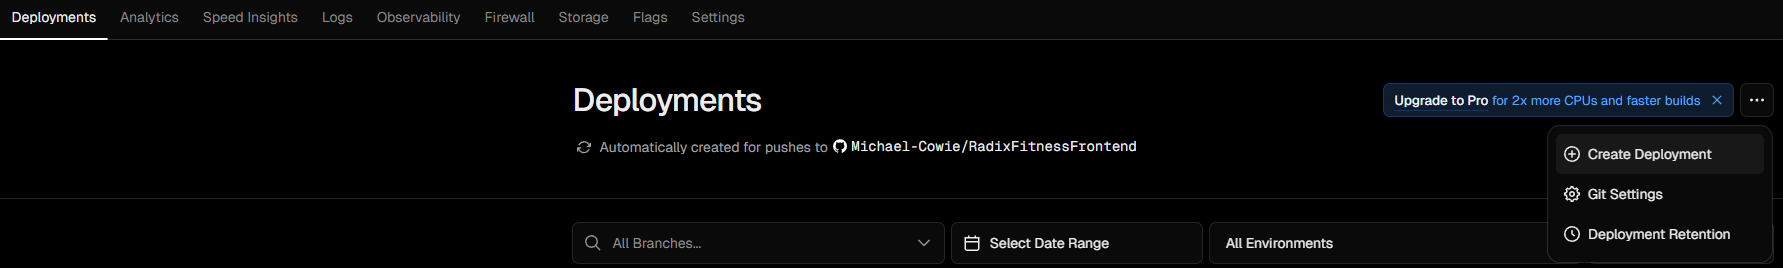 Deployments Analytics Speed Insights Logs Observability Firewall Storage Flags Settings
Deployments
Upgrade to Pro for 2x more CPUs and faster builds
Automatically created for pushes to Michael-Cowie/RadixFitnessFrontend
Create Deployment
Git Settings
Deployment Retention
All Branches... Select Date Range All Environments